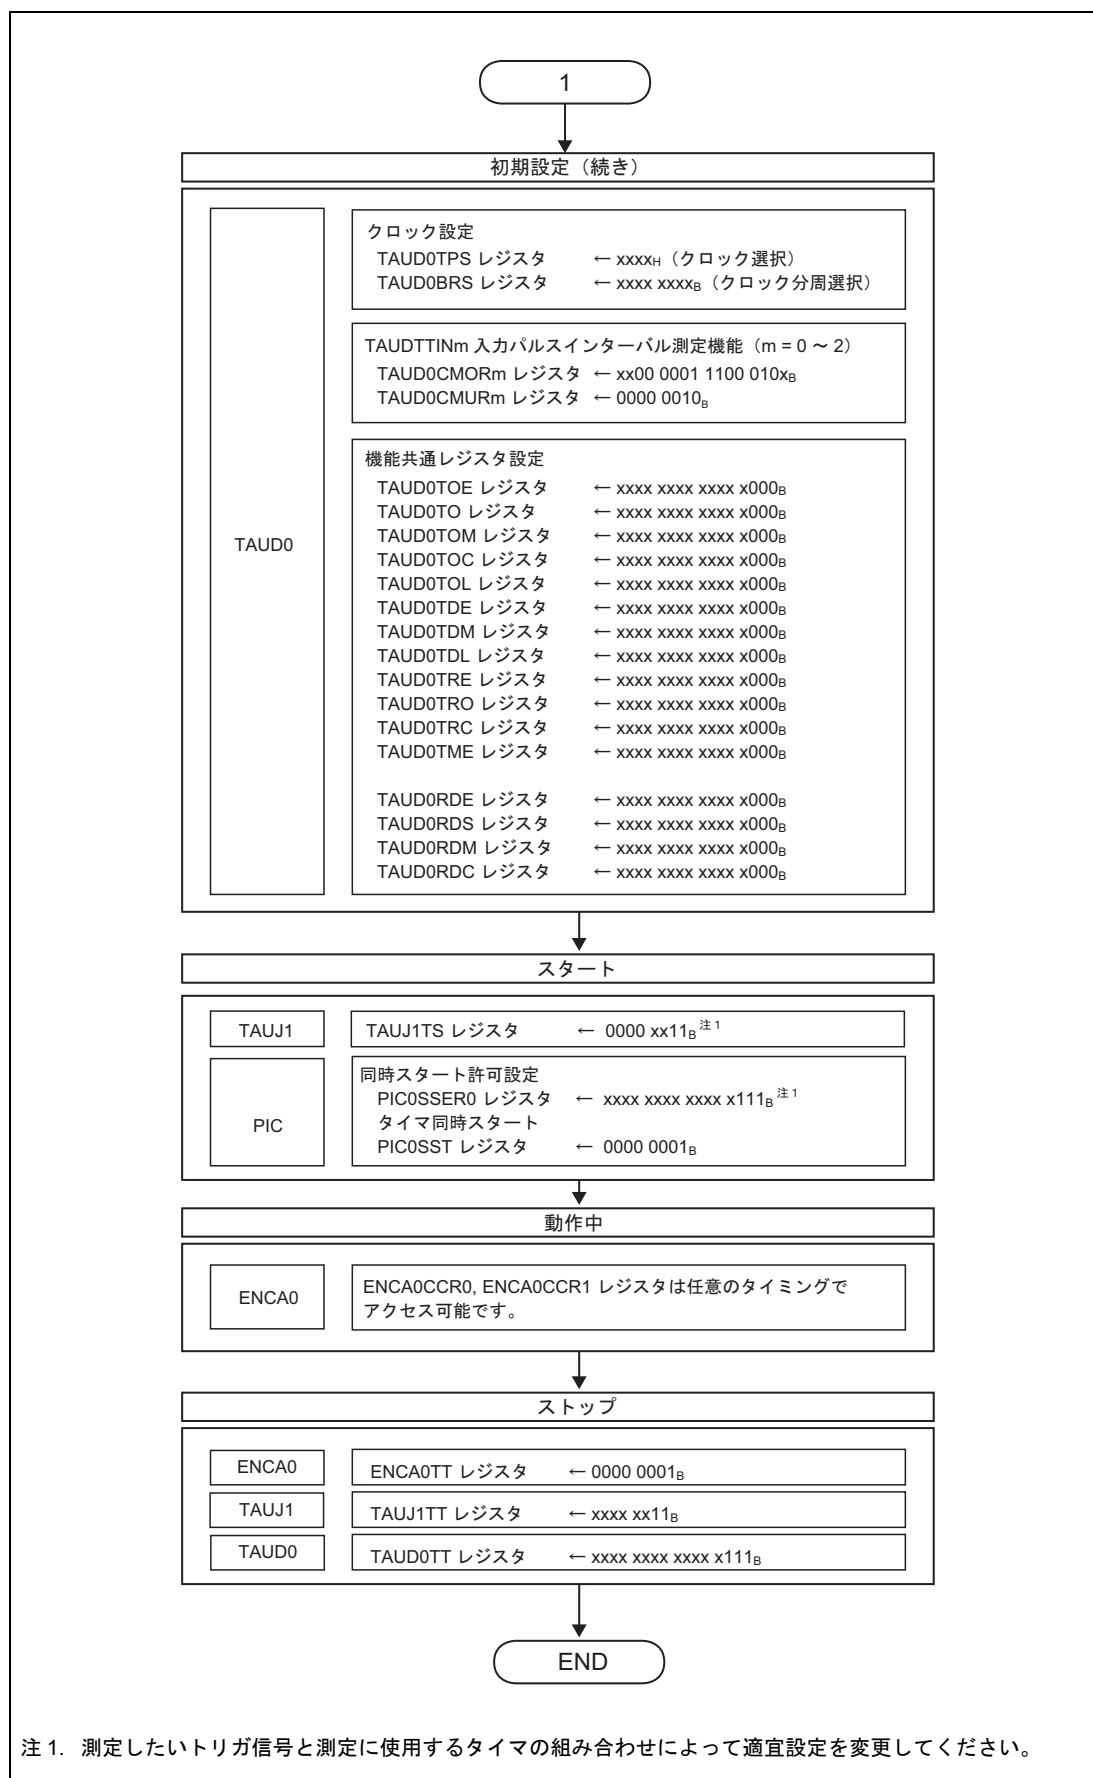 1
初期設定（続き）
TAUD0
クロック設定
TAUD0TPS レジスタ ← xxxxH（クロック選択）
TAUD0BRS レジスタ ← xxxx xxxxB（クロック分周選択）
TAUDTTINm 入力パルスインターバル測定機能（m = 0 ～ 2）
TAUD0CMORm レジスタ ← xx00 0001 1100 010xB
TAUD0CMURm レジスタ ← 0000 0010B
機能共通レジスタ設定
TAUD0TOE レジスタ ← xxxx xxxx xxxx x000B
TAUD0TO レジスタ ← xxxx xxxx xxxx x000B
TAUD0TOM レジスタ ← xxxx xxxx xxxx x000B
TAUD0TOC レジスタ ← xxxx xxxx xxxx x000B
TAUD0TOL レジスタ ← xxxx xxxx xxxx x000B
TAUD0TDE レジスタ ← xxxx xxxx xxxx x000B
TAUD0TDM レジスタ ← xxxx xxxx xxxx x000B
TAUD0TDL レジスタ ← xxxx xxxx xxxx x000B
TAUD0TRE レジスタ ← xxxx xxxx xxxx x000B
TAUD0TRO レジスタ ← xxxx xxxx xxxx x000B
TAUD0TRC レジスタ ← xxxx xxxx xxxx x000B
TAUD0TME レジスタ ← xxxx xxxx xxxx x000B
TAUD0RDE レジスタ ← xxxx xxxx xxxx x000B
TAUD0RDS レジスタ ← xxxx xxxx xxxx x000B
TAUD0RDM レジスタ ← xxxx xxxx xxxx x000B
TAUD0RDC レジスタ ← xxxx xxxx xxxx x000B
スタート
TAUJ1
TAUJ1TS レジスタ ← 0000 xx11B 注 1
PIC
同時スタート許可設定
PIC0SSER0 レジスタ ← xxxx xxxx xxxx x111B 注 1
タイマ同時スタート
PIC0SST レジスタ ← 0000 0001B
動作中
ENCA0
ENCA0CCR0, ENCA0CCR1 レジスタは任意のタイミングで
アクセス可能です。
ストップ
ENCA0
ENCA0TT レジスタ ← 0000 0001B
TAUJ1
TAUJ1TT レジスタ ← xxxx xx11B
TAUD0
TAUD0TT レジスタ ← xxxx xxxx xxxx x111B
END
注 1. 測定したいトリガ信号と測定に使用するタイマの組み合わせによって適宜設定を変更してください。